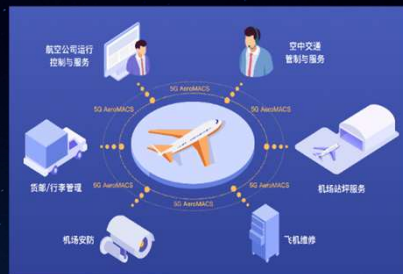 航空公司运行
控制与服务
空中交通
管制与服务
5G AeroMACS
5G AeroMACS
5G AeroMACS
货邮/行李管理
机场站坪服务
5G AeroMACS
5G AeroMACS
5G AeroMACS
机场安防
飞机维修